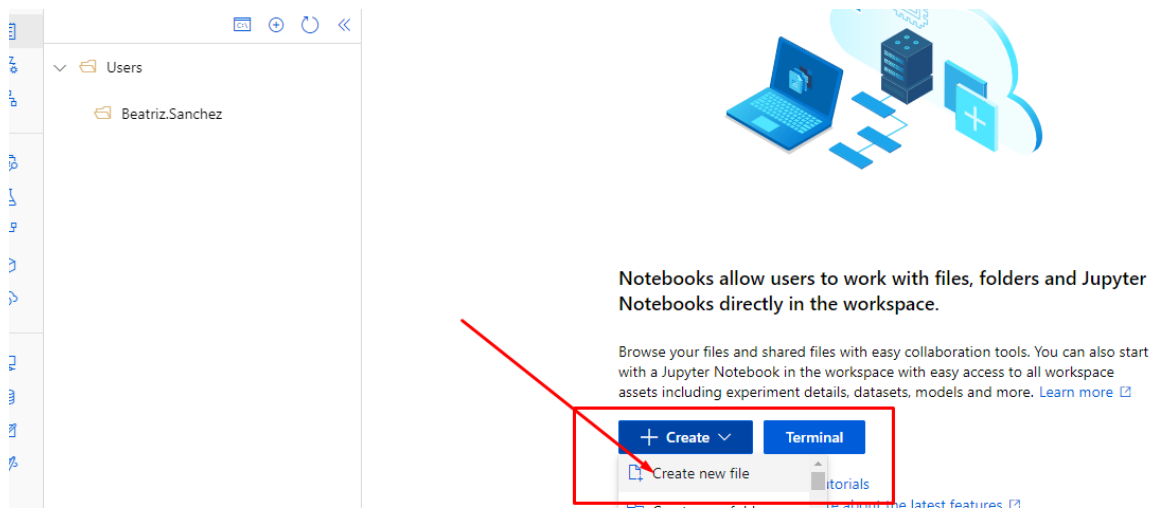 Users
Beatriz.Sanchez
Notebooks allow users to work with files, folders and Jupyter
Notebooks directly in the workspace.
Browse your files and shared files with easy collaboration tools. You can also start
with a Jupyter Notebook in the workspace with easy access to all workspace
assets including experiment details, datasets, models and more. Learn more
Create
Terminal
Create new file
the latest features